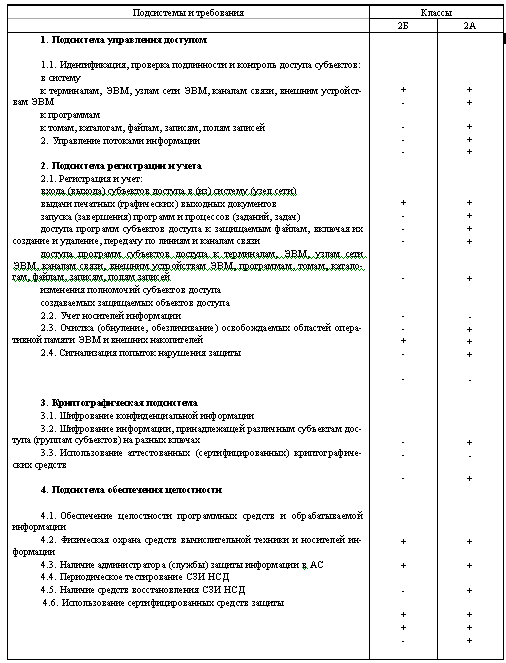 Подсистемы и требования Классы
2Б 2А
1. Подсистема управления доступом
1.1. Идентификация, проверка подлинности и контроль доступа субъектов:
в систему
к терминалам, ЭВМ, узлам сети ЭВМ, каналам связи, внешним устройст- + +
вам ЭВМ - +
к программам
к томам, каталогам, файлам, записям, полям записей - +
2. Управление потоками информации - +
- +
2. Подсистема регистрации и учета
2.1. Регистрация и учет:
входа (выхода) субъектов доступа в (из) систему (узел сети)
выдачи печатных (графических) выходных документов + +
запуска (завершения) программ и процессов (заданий, задач) - +
доступа программ субъектов доступа к защищаемым файлам, включая их - +
создание и удаление, передачу по линиям и каналам связи - +
доступа программ субъектов доступа к терминалам, ЭВМ, узлам сети
ЭВМ, каналам связи, внешним устройствам ЭВМ, программам, томам, катало-
гам, файлам, записям, полям записей - +
изменения полномочий субъектов доступа
создаваемых защищаемых объектов доступа
2.2. Учет носителей информации - -
2.3. Очистка (обнуление, обезличивание) освобождаемых областей опера- - +
тивной памяти ЭВМ и внешних накопителей + +
2.4. Сигнализация попыток нарушения защиты - +
- -
3. Криптографическая подсистема
3.1. Шифрование конфиденциальной информации
3.2. Шифрование информации, принадлежащей различным субъектам дос-
тупа (группам субъектов) на разных ключах - +
3.3. Использование аттестованных (сертифицированных) криптографиче- - -
ских средств
- +
4. Подсистема обеспечения целостности
4.1. Обеспечение целостности программных средств и обрабатываемой
информации
4.2. Физическая охрана средств вычислительной техники и носителей ин- + +
формации
4.3. Наличие администратора (службы) защиты информации в АС + +
4.4. Периодическое тестирование СЗИ НСД
4.5. Наличие средств восстановления СЗИ НСД - +
4.6. Использование сертифицированных средств защиты
+ +
+ +
- +